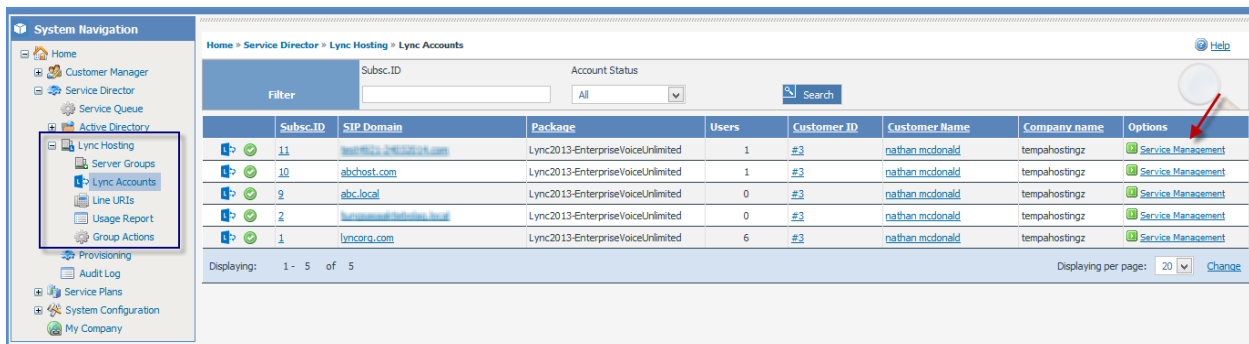 System Navigation
Home
Customer Manager
Service Director
Service Queue
Active Directory
Lync Hosting
Server Groups
Lync Accounts
Line URIs
Usage Report
Group Actions
Provisioning
Audit Log
Service Plans
System Configuration
My Company
Home » Service Director » Lync Hosting » Lync Accounts
Help
Subsc.ID Account Status
Filter All Search
Subsc.ID SIP Domain Package Users Customer ID Customer Name Company name Options
11 Lync2013-EnterpriseVoiceUnlimited 1 #3 nathan mcdonald tempahostingz Service Management
10 abchost.com Lync2013-EnterpriseVoiceUnlimited 1 #3 nathan mcdonald tempahostingz Service Management
9 abc.local Lync2013-EnterpriseVoiceUnlimited 0 #3 nathan mcdonald tempahostingz Service Management
2 Lync2013-EnterpriseVoiceUnlimited 0 #3 nathan mcdonald tempahostingz Service Management
1 lyncorg.com Lync2013-EnterpriseVoiceUnlimited 6 #3 nathan mcdonald tempahostingz Service Management
Displaying: 1 - 5 of 5 Displaying per page: 20 Change